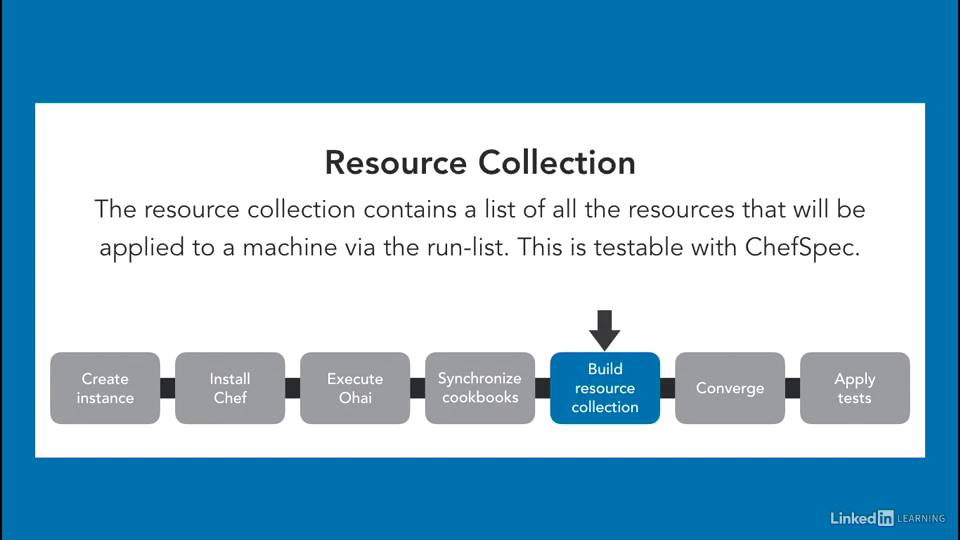 Resource Collection
The resource collection contains a list of all the resources that will be
applied to a machine via the run-list. This is testable with ChefSpec.
Create
instance
Install
Chef
Execute
Ohai
Synchronize
cookbooks
Build
resource
collection
Converge
Apply
tests
Linked in LEARNING